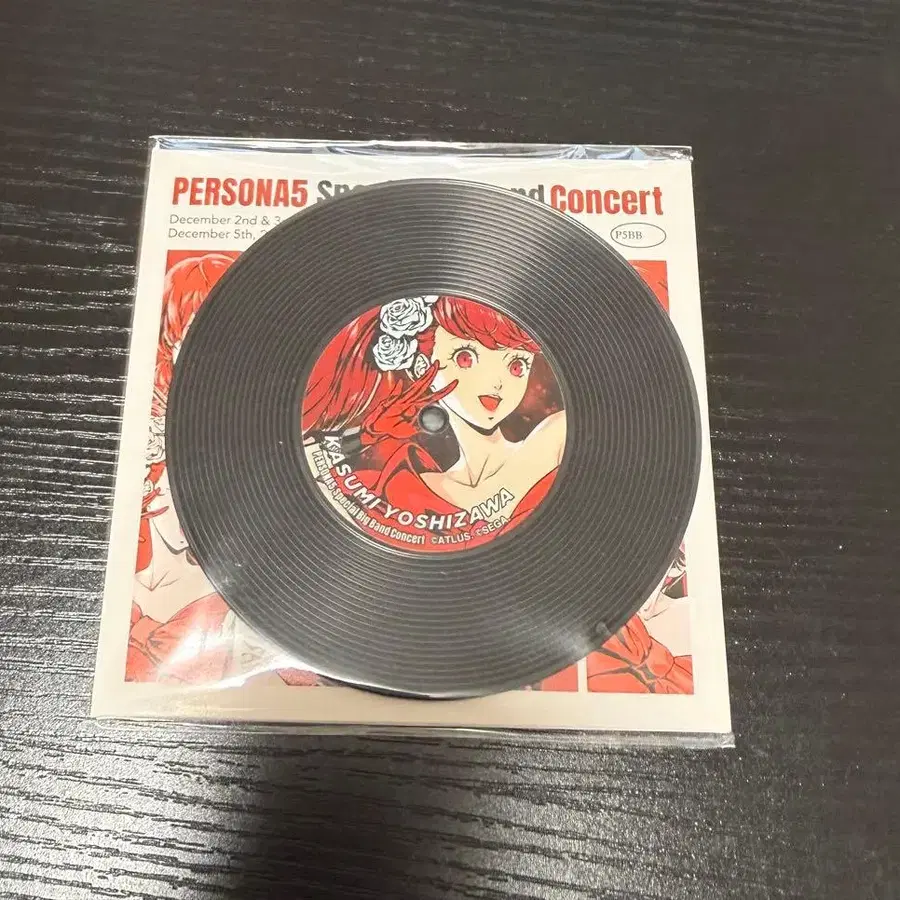 PERSONA5 Concert
December 2nd & 3
December 5th,
P5BB
KASUMI YOSHIZAWA
PERSONA5 Special Big Band Concert ©ATLUS. ©SEGA.